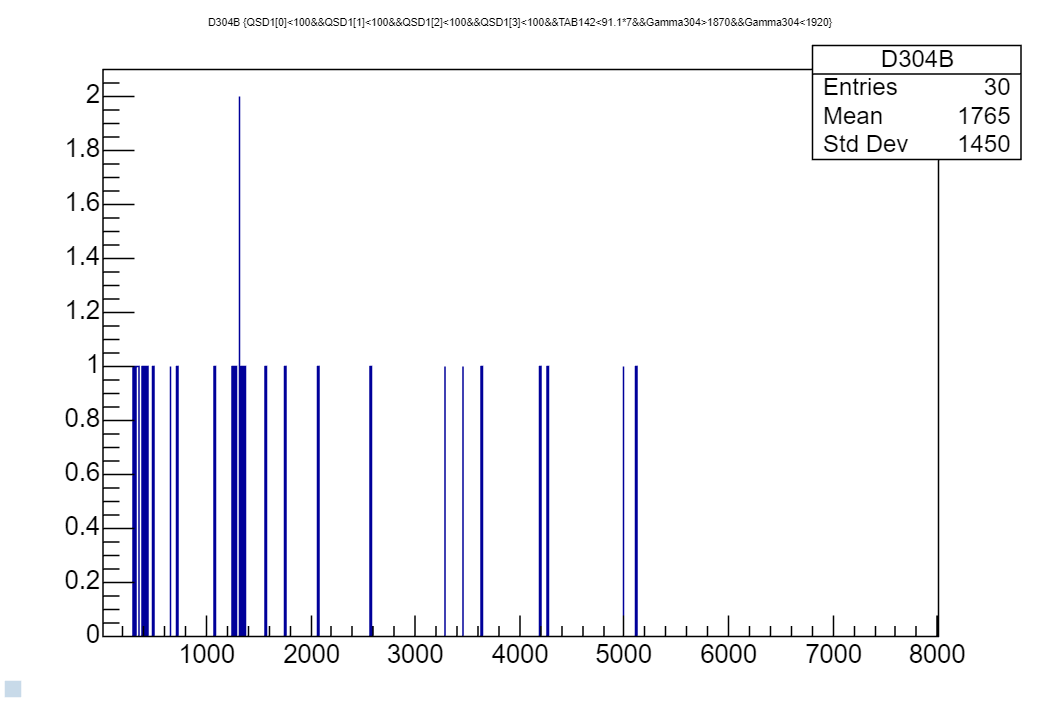 D304B {QSD1[0]<100&&QSD1[1]<100&&QSD1[2]<100&&QSD1[3]<100&&TAB142<91.1*7&&Gamma304>1870&&Gamma304<1920}
D304B
Entries 30
Mean 1765
Std Dev 1450
2
1.8
1.6
1.4
1.2
1
0.8
0.6
0.4
0.2
0
1000 2000 3000 4000 5000 6000 7000 8000